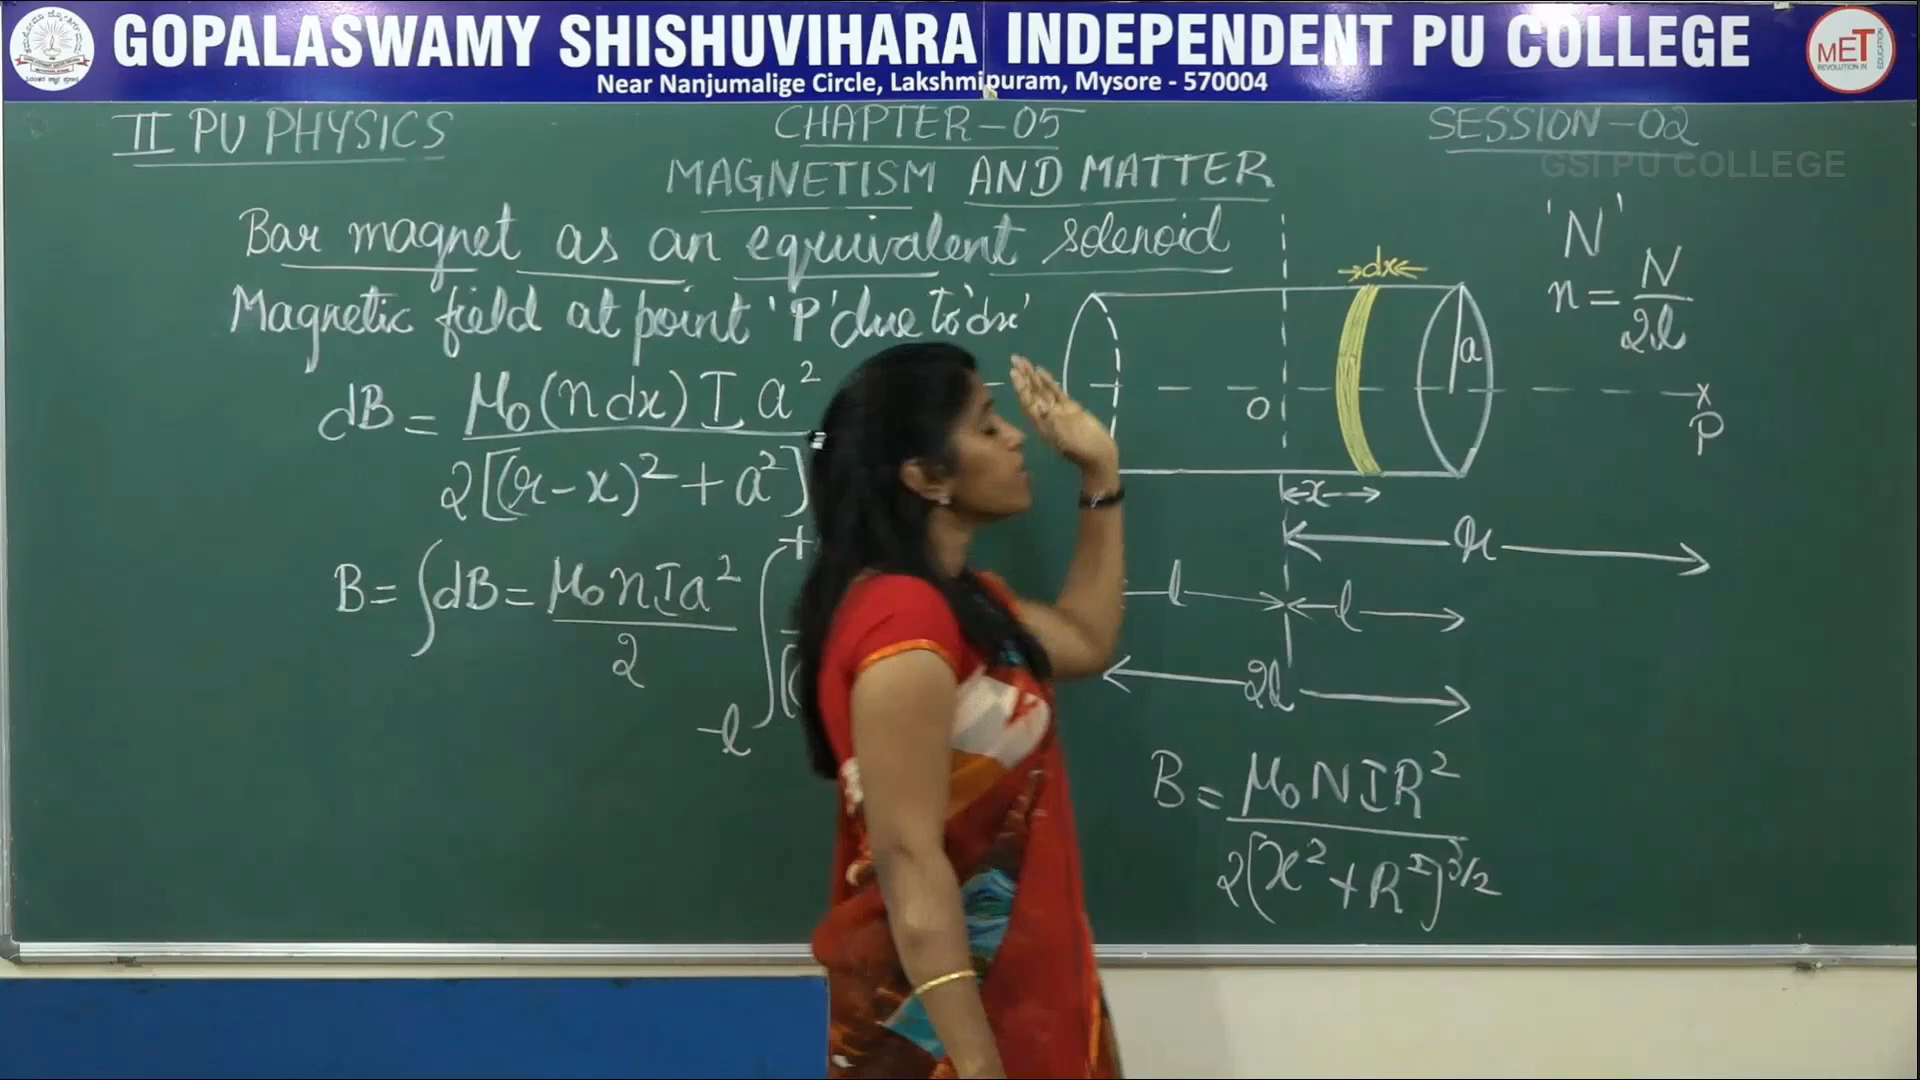 GOPALASWAMY SHISHUVIHARA INDEPENDENT PU COLLEGE
Near Nanjumalige Circle, Lakshmipuram, Mysore - 570004
MET
REVOLUTION IN EDUCATION
II PU PHYSICS
CHAPTER-05
SESSION-02
GSI PU COLLEGE
MAGNETISM AND MATTER
Bar magnet as an equivalent solenoid
Magnetic field at point 'P' due to 'dx'
dB = μ₀(ndx) I a²
2[(r-x)² + a²]
B = ∫dB = μ₀nIa² / 2 ∫
+
-l
'N'
n = N / 2l
dx
a
O
x
P
x
r
l
l
2l
B = μ₀NIR²
2(x² + R²)^3/2